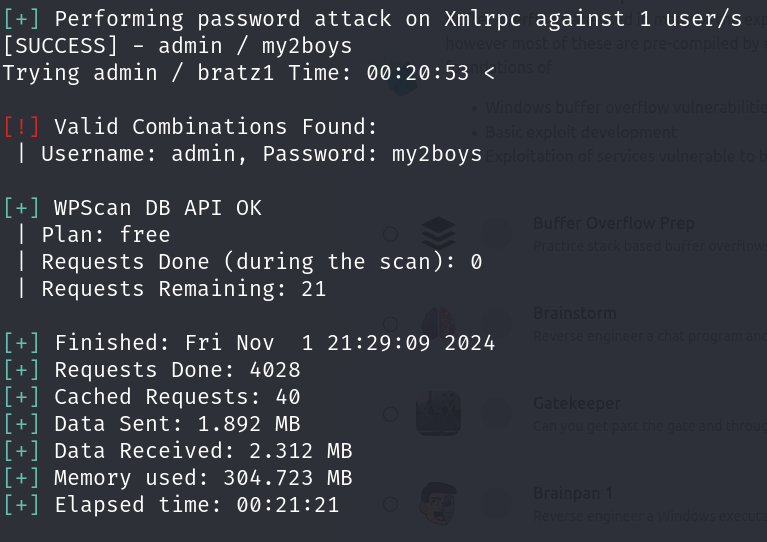 [+] Performing password attack on Xmlrpc against 1 user/s
[SUCCESS] - admin / my2boys
however most of these are pre-compiled by
Trying admin / bratz1 Time: 00:20:53 <
of
Windows buffer overflow vulnerabilitie
[!] Valid Combinations Found:
Basic exploit development
| Username: admin, Password: my2boys
Exploitation of services vulnerable to b
[+] WPScan DB API OK
Buffer Overflow Prep
| Plan: free
Practice stack based buffer overflow
| Requests Done (during the scan): 0
| Requests Remaining: 21
Brainstorm
Reverse engineer a chat program and
[+] Finished: Fri Nov  1 21:29:09 2024
[+] Requests Done: 4028
[+] Cached Requests: 40
Gatekeeper
[+] Data Sent: 1.892 MB
Can you get past the gate and throug
[+] Data Received: 2.312 MB
[+] Memory used: 304.723 MB
Brainpan 1
[+] Elapsed time: 00:21:21
Reverse engineer a Windows executab